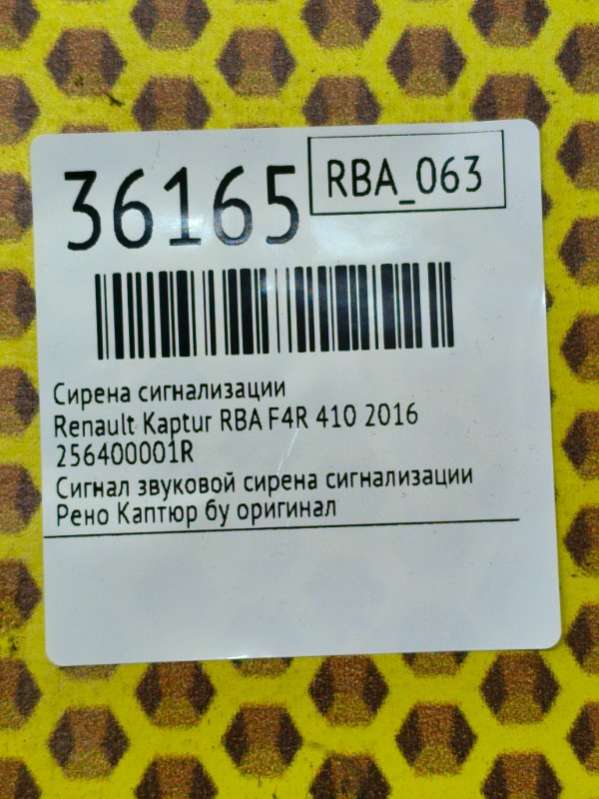 36165
RBA_063
Сирена сигнализации
Renault Kaptur RBA F4R 410 2016
256400001R
Сигнал звуковой сирена сигнализации
Рено Каптюр бу оригинал